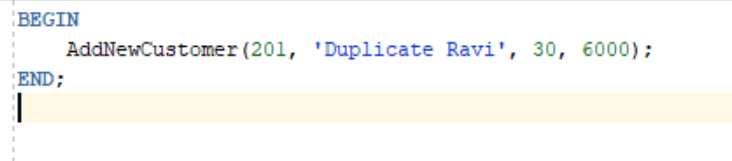 BEGIN
AddNewCustomer(201, 'Duplicate Ravi', 30, 6000);
END;